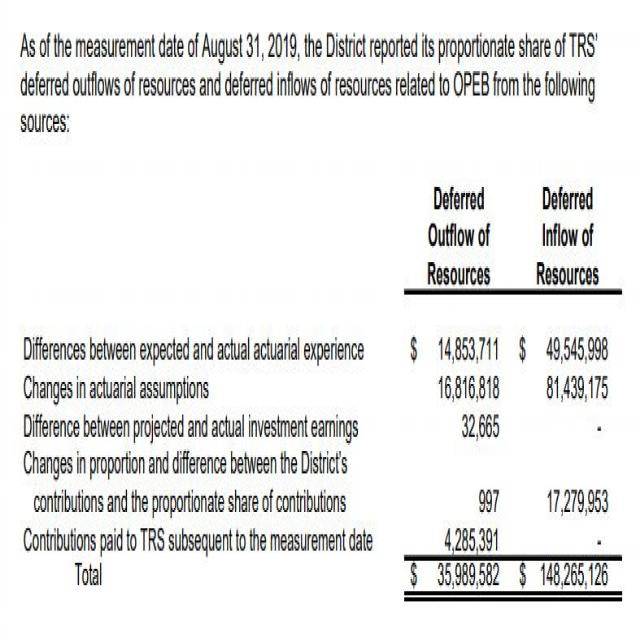 As of the measurement date of August 31, 2019, the District reported its proportionate share of TRS'
deferred outflows of resources and deferred inflows of resources related to OPEB from the following
sources:
Deferred Deferred
Outflow of Inflow of
Resources Resources
Differences between expected and actual actuarial experience $ 14,853,711 $ 49,545,998
Changes in actuarial assumptions 16,816,818 81,439,175
Difference between projected and actual investment earnings 32,665 -
Changes in proportion and difference between the District's
contributions and the proportionate share of contributions 997 17,279,953
Contributions paid to TRS subsequent to the measurement date 4,285,391 -
Total $ 35,989,582 $ 148,265,126